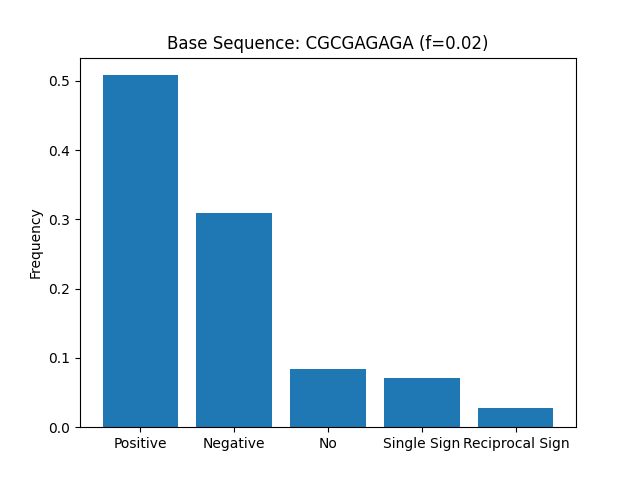 Base Sequence: CGCGAGAGA (f=0.02)
Frequency
0.5
0.4
0.3
0.2
0.1
0.0
Positive
Negative
No
Single Sign
Reciprocal Sign